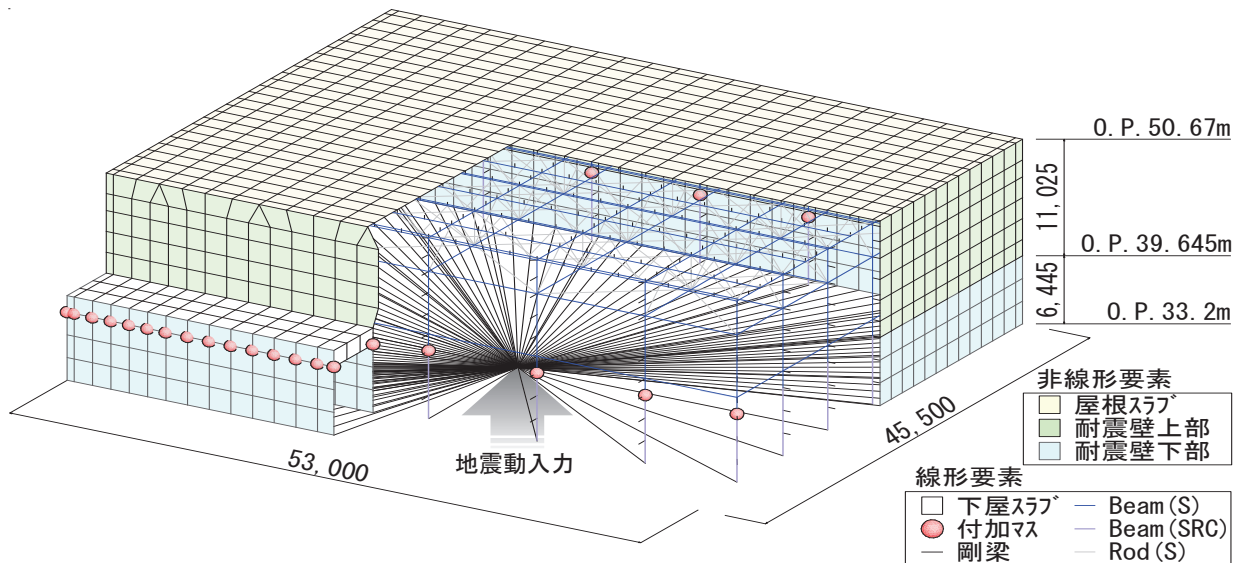 O.P.50.67m
11,025
O.P.39.645m
6,445
O.P.33.2m
53,000
地震動入力
45,500
非線形要素
屋根スラブ
耐震壁上部
耐震壁下部
線形要素
下屋スラブ
Beam(S)
付加マス
Beam(SRC)
剛梁
Rod(S)